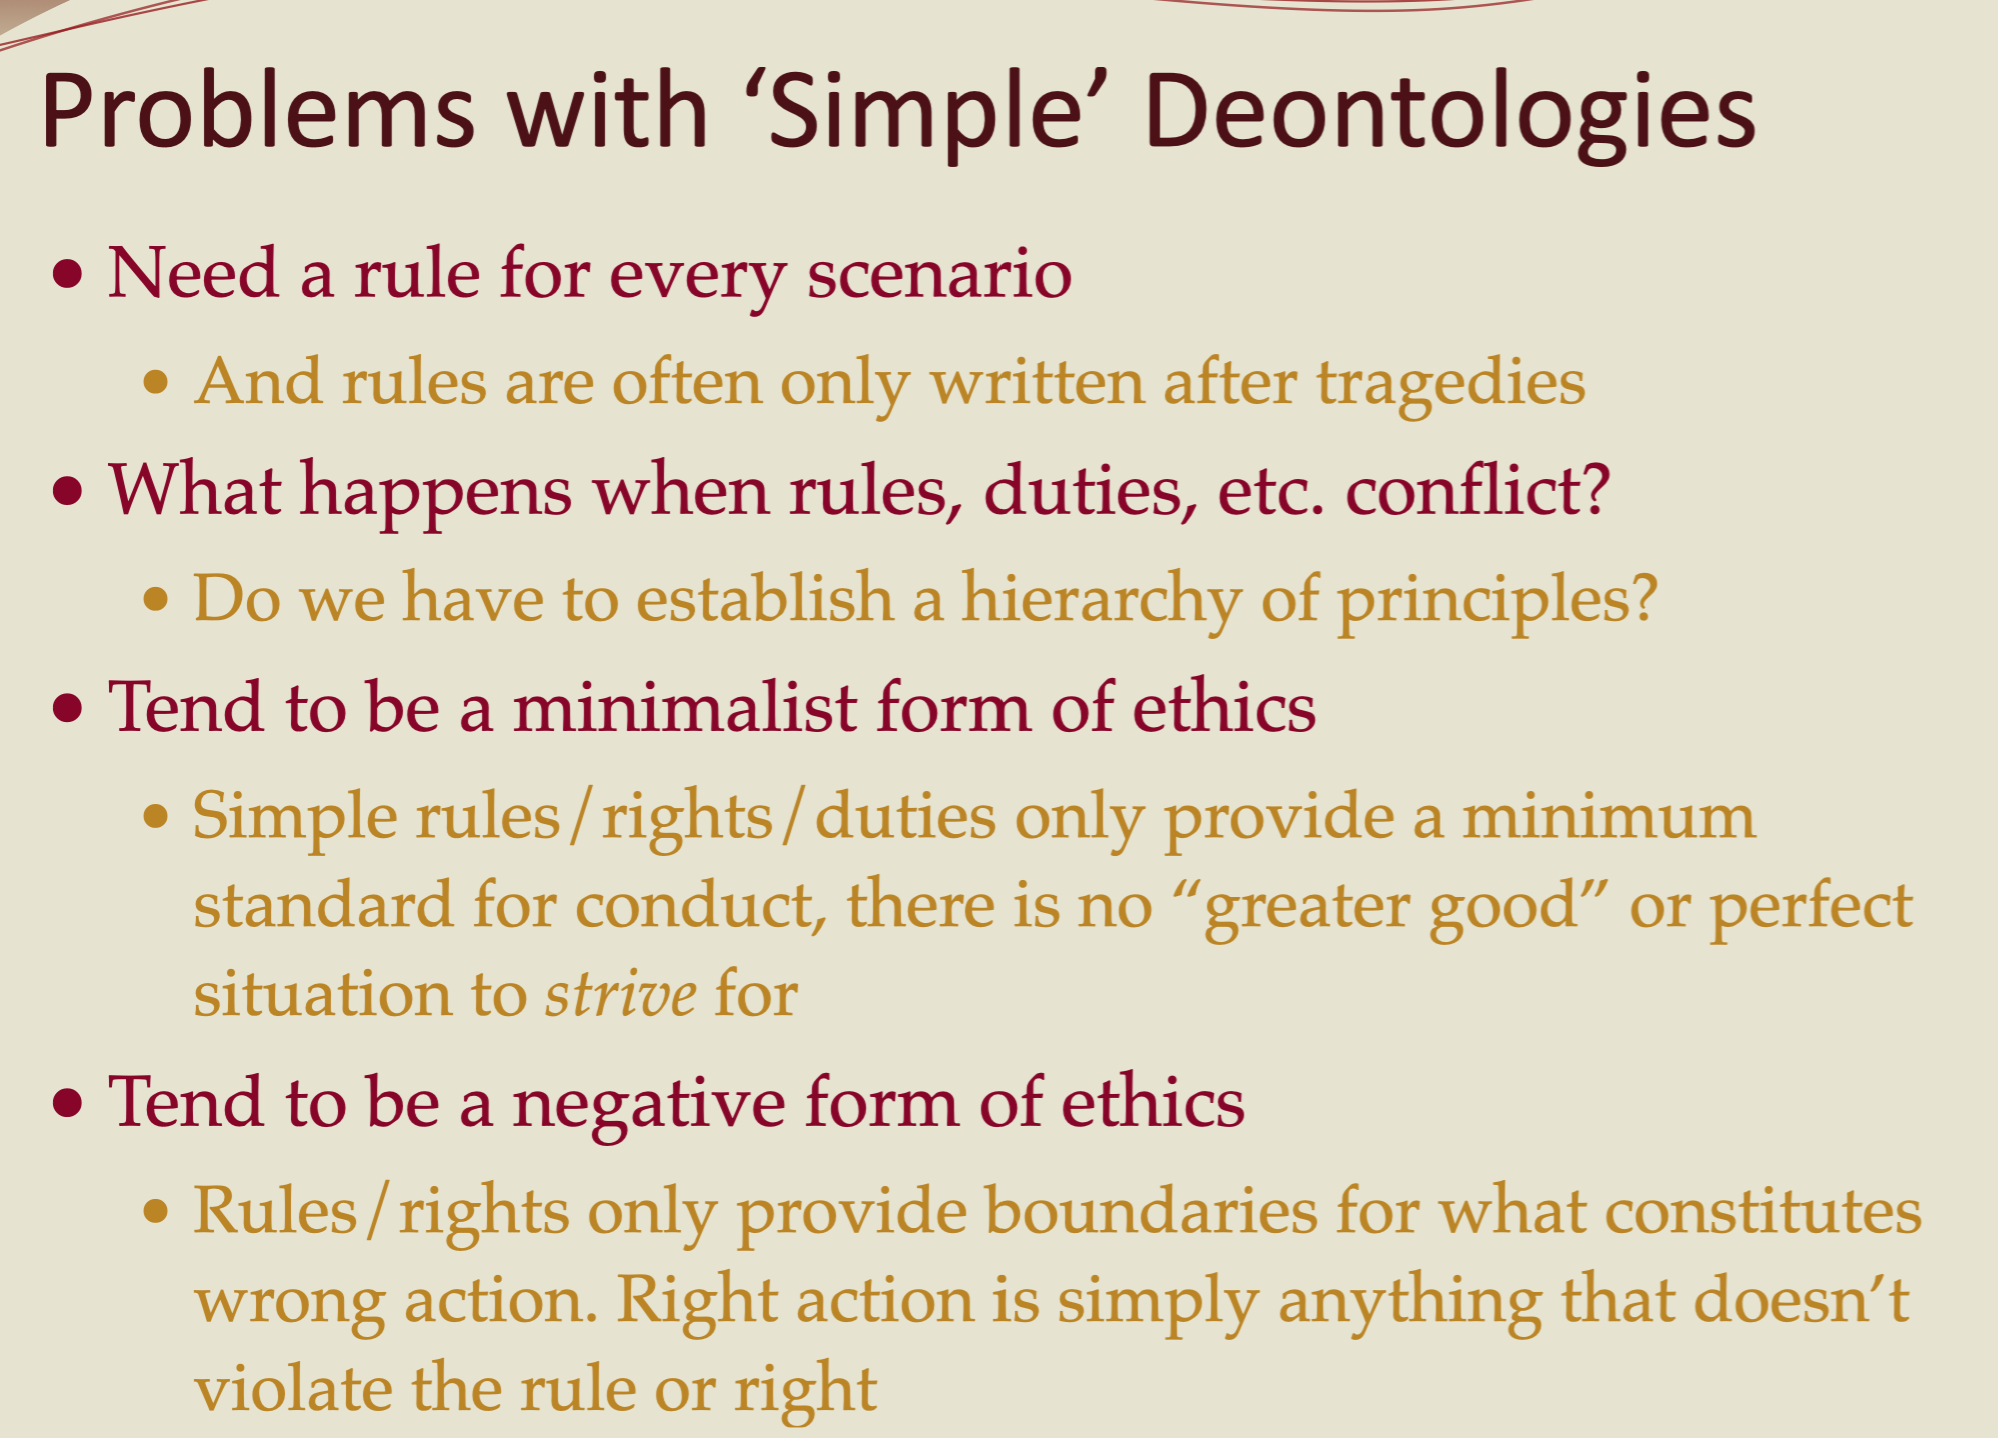 Problems with ‘Simple’ Deontologies
• Need a rule for every scenario
• And rules are often only written after tragedies
• What happens when rules, duties, etc. conflict?
• Do we have to establish a hierarchy of principles?
• Tend to be a minimalist form of ethics
• Simple rules/rights/duties only provide a minimum
standard for conduct, there is no “greater good” or perfect
situation to strive for
• Tend to be a negative form of ethics
• Rules/rights only provide boundaries for what constitutes
wrong action. Right action is simply anything that doesn’t
violate the rule or right